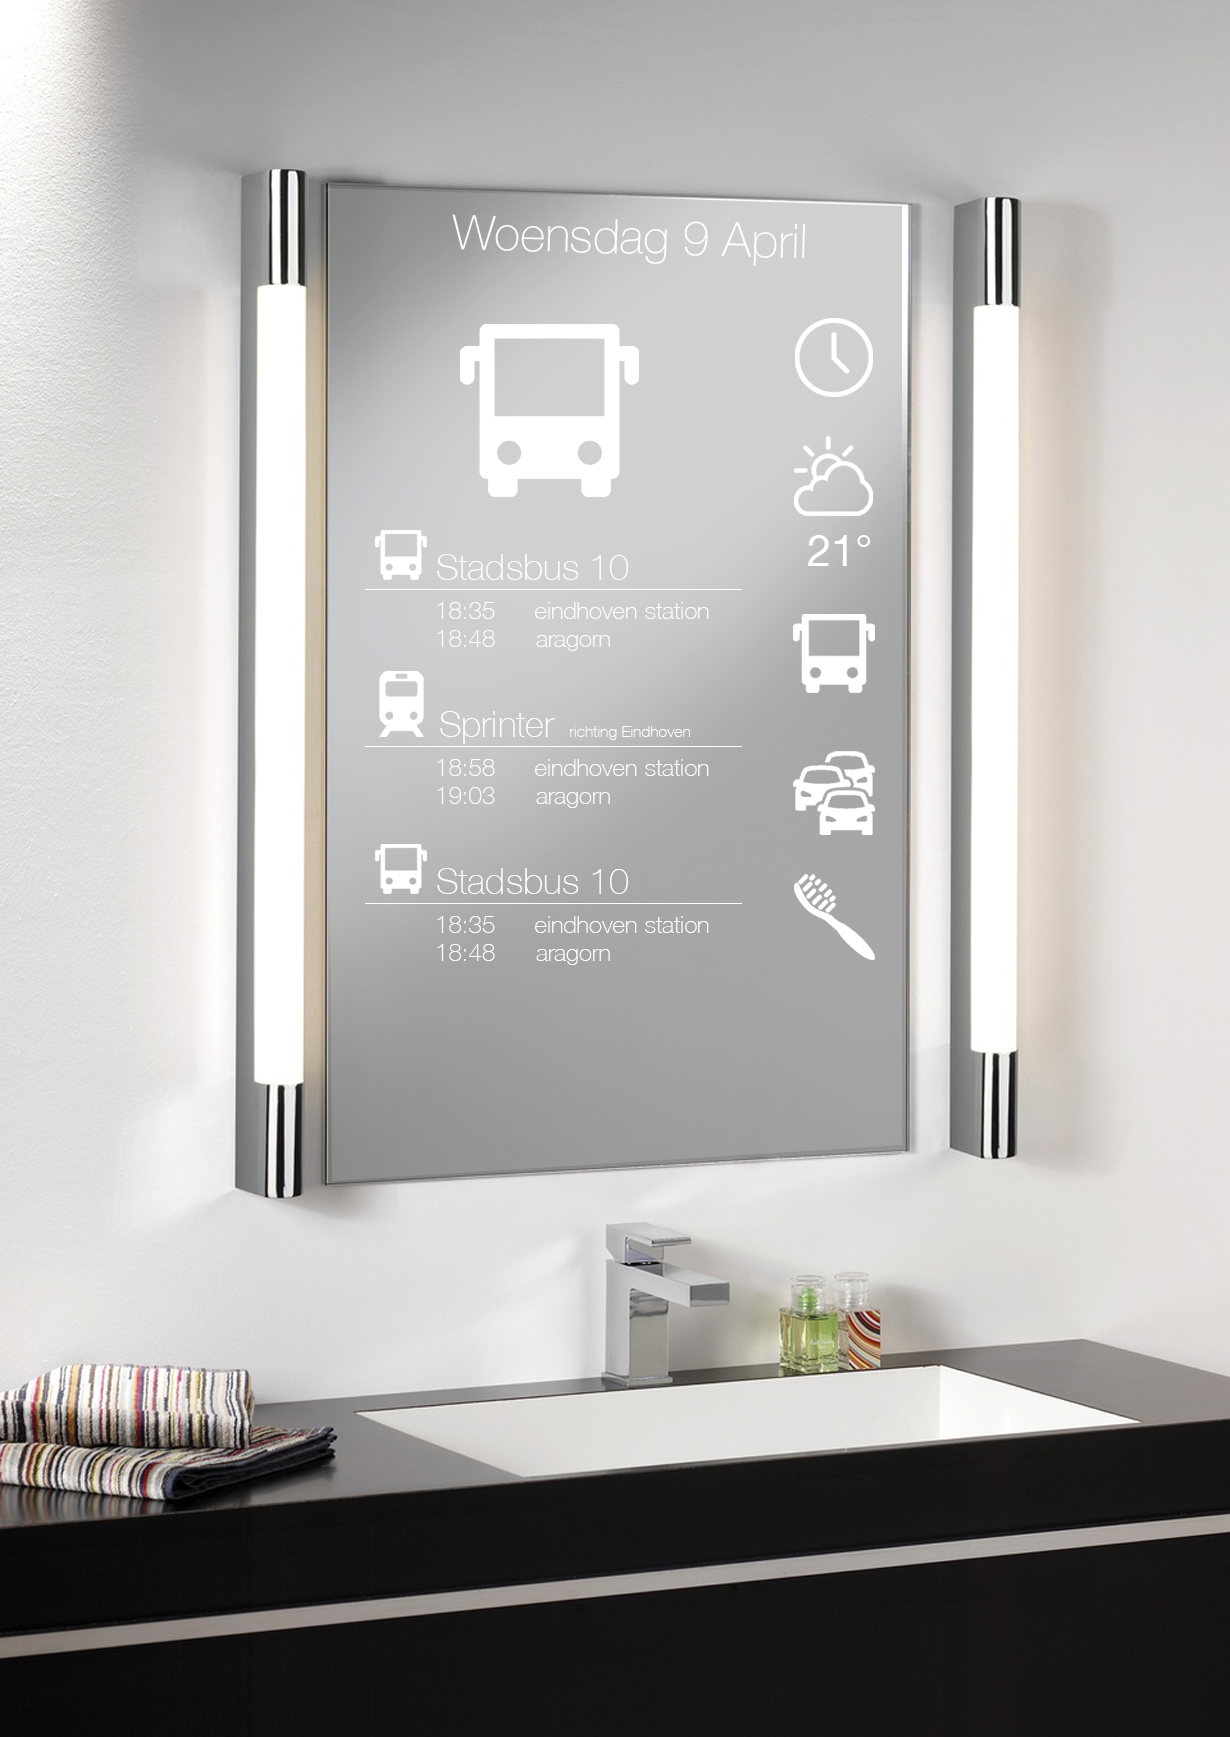 Woensdag 9 April
21°
Stadsbus 10
18:35 eindhoven station
18:48 aragorn
Sprinter richting Eindhoven
18:58 eindhoven station
19:03 aragorn
Stadsbus 10
18:35 eindhoven station
18:48 aragorn